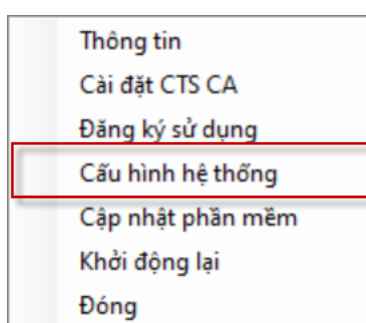 Thông tin
Cài đặt CTS CA
Đăng ký sử dụng
Cấu hình hệ thống
Cập nhật phần mềm
Khởi động lại
Đóng